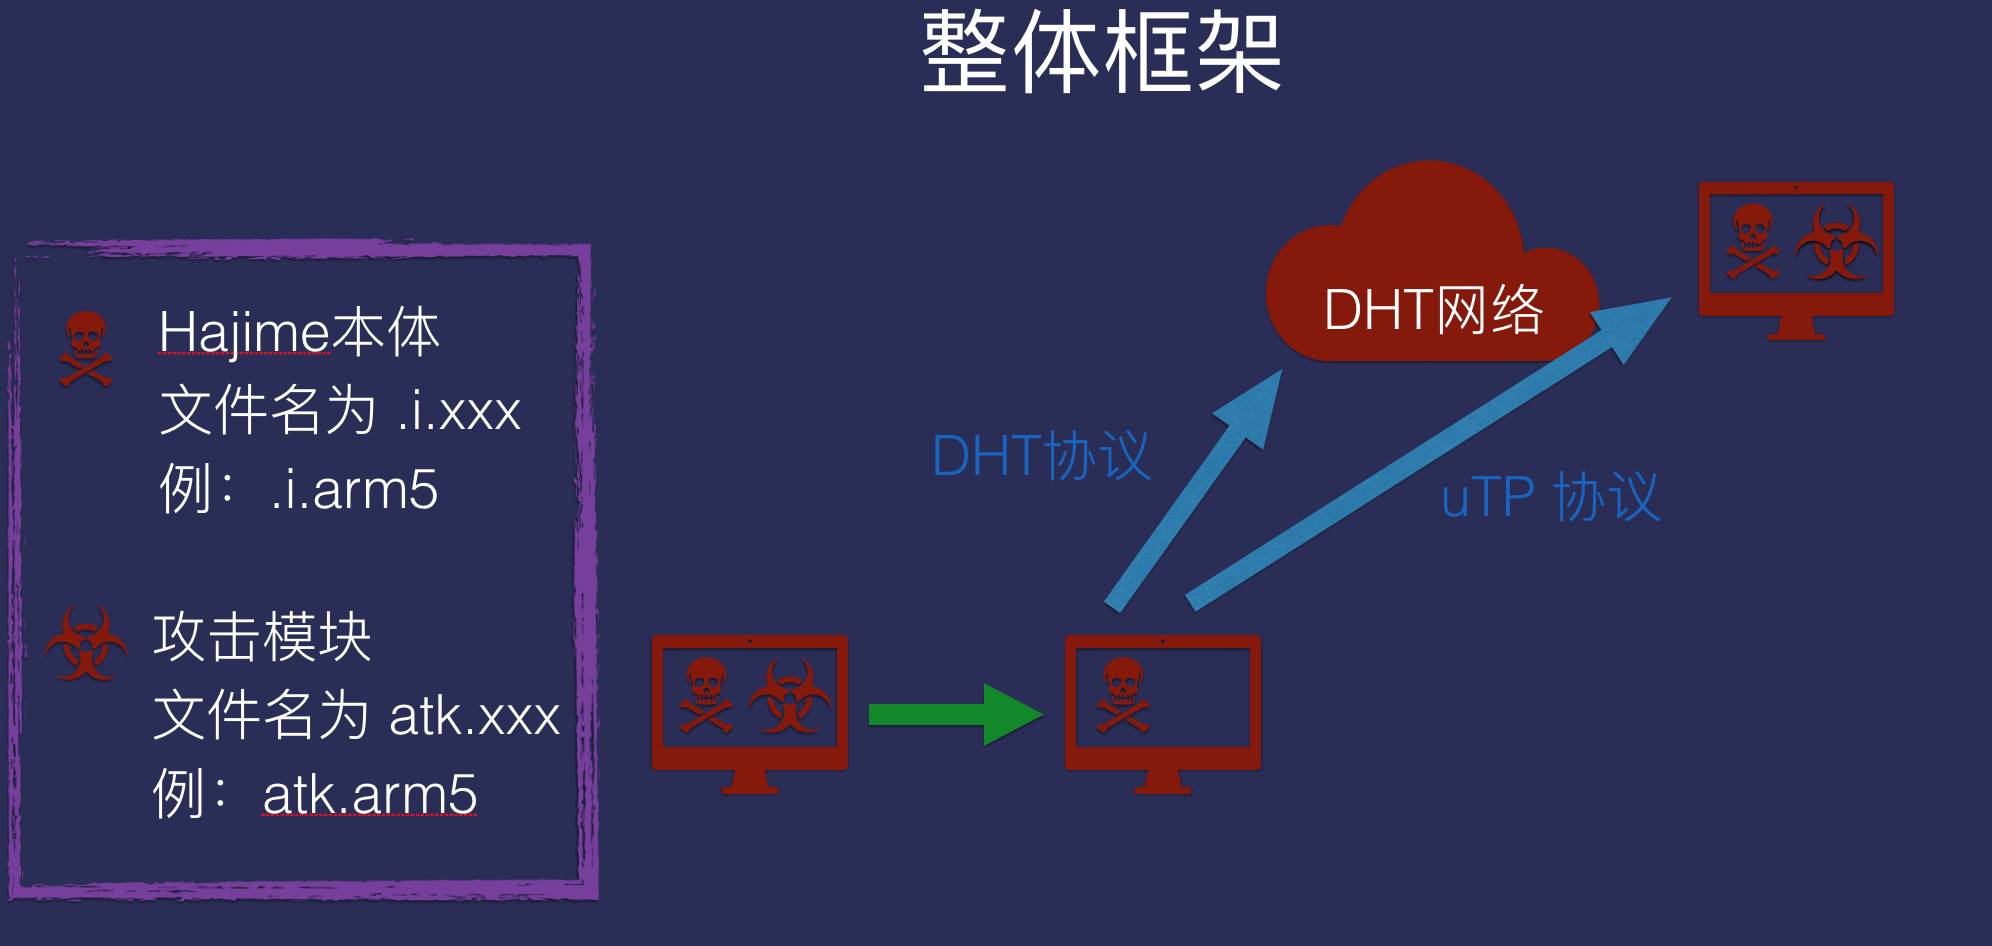 整体框架
Hajime本体
文件名为 .i.xxx
例：.i.arm5
攻击模块
文件名为 atk.xxx
例：atk.arm5
DHT网络
DHT协议
uTP 协议